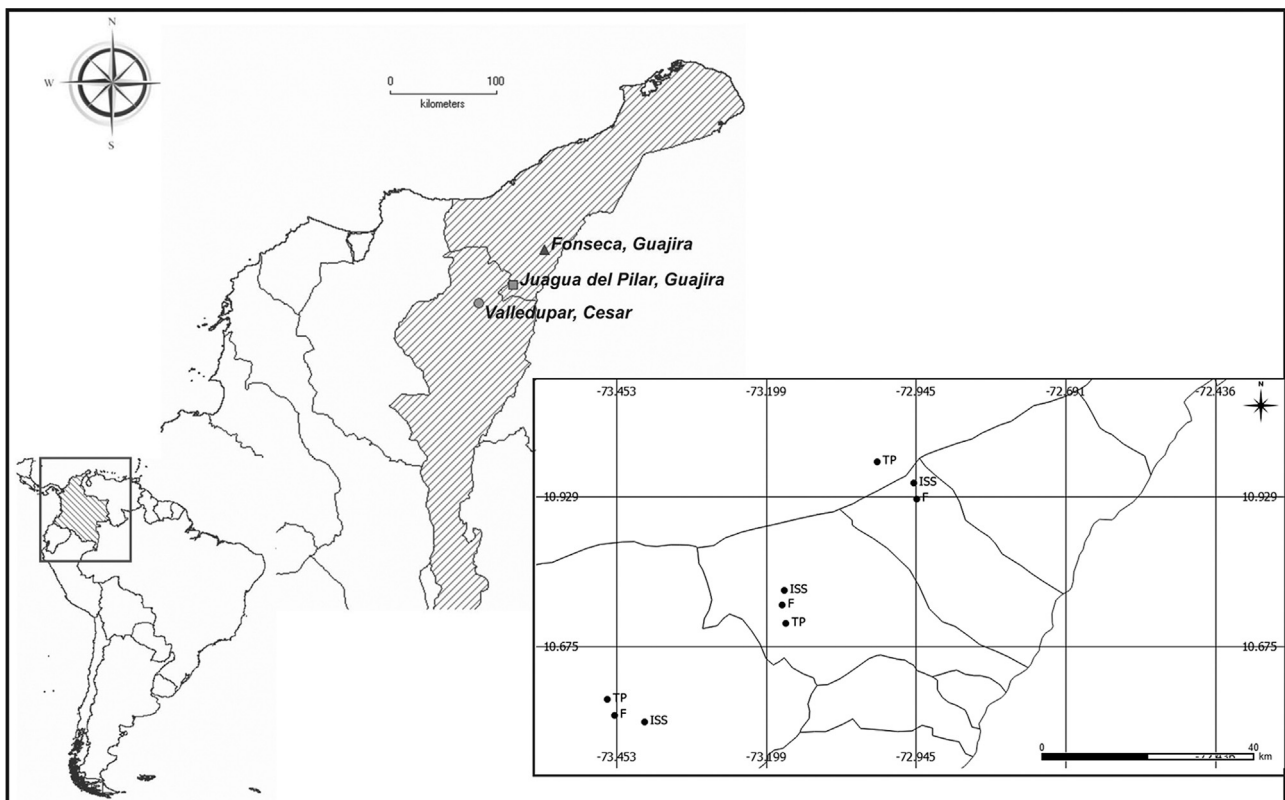 N
W
S
0 100
kilometers
Fonseca, Guajira
Juagua del Pilar, Guajira
Valledupar, Cesar
-73.453 -73.199 -72.945 -72.691 -72.436
N
TP
ISS
10.929 F 10.929
ISS
F
TP
10.675 10.675
TP
F ISS
0 40
-73.453 -73.199 -72.945 -72.436 km